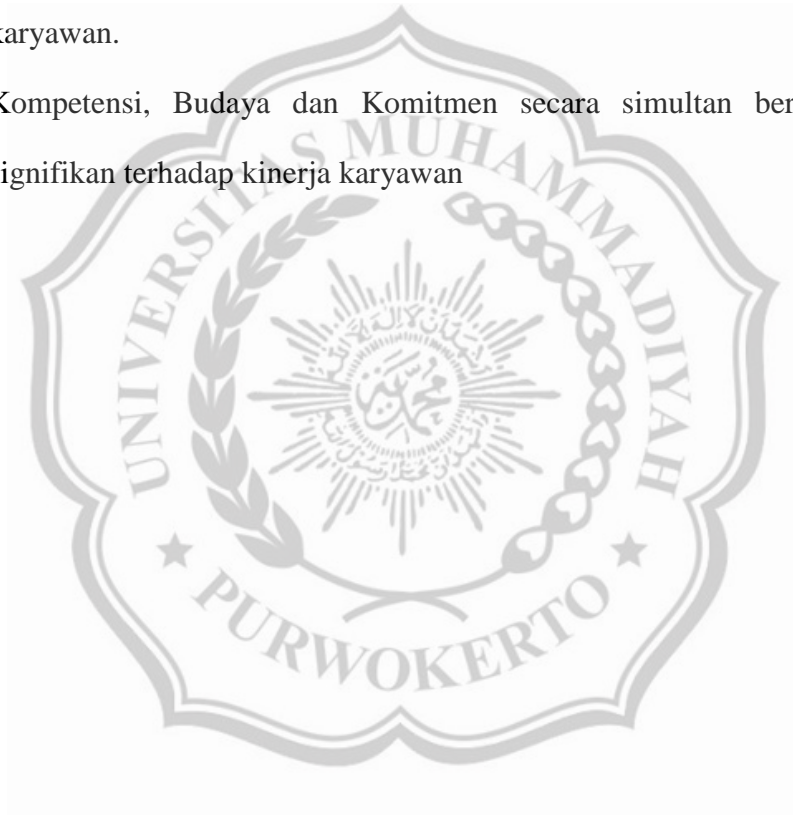 karyawan.
Kompetensi, Budaya dan Komitmen secara simultan ber
ignifikan terhadap kinerja karyawan
UNIVERSITAS MUHAMMADIYAH
PURWOKERTO